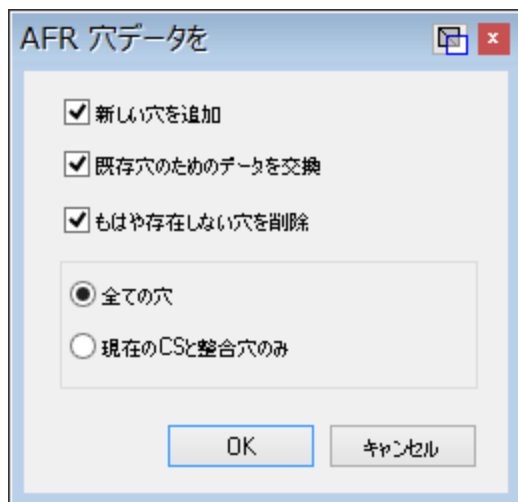 AFR 穴データを
新しい穴を追加
既存穴のためのデータを交換
もはや存在しない穴を削除
全ての穴
現在のCSと整合穴のみ
OK
キャンセル